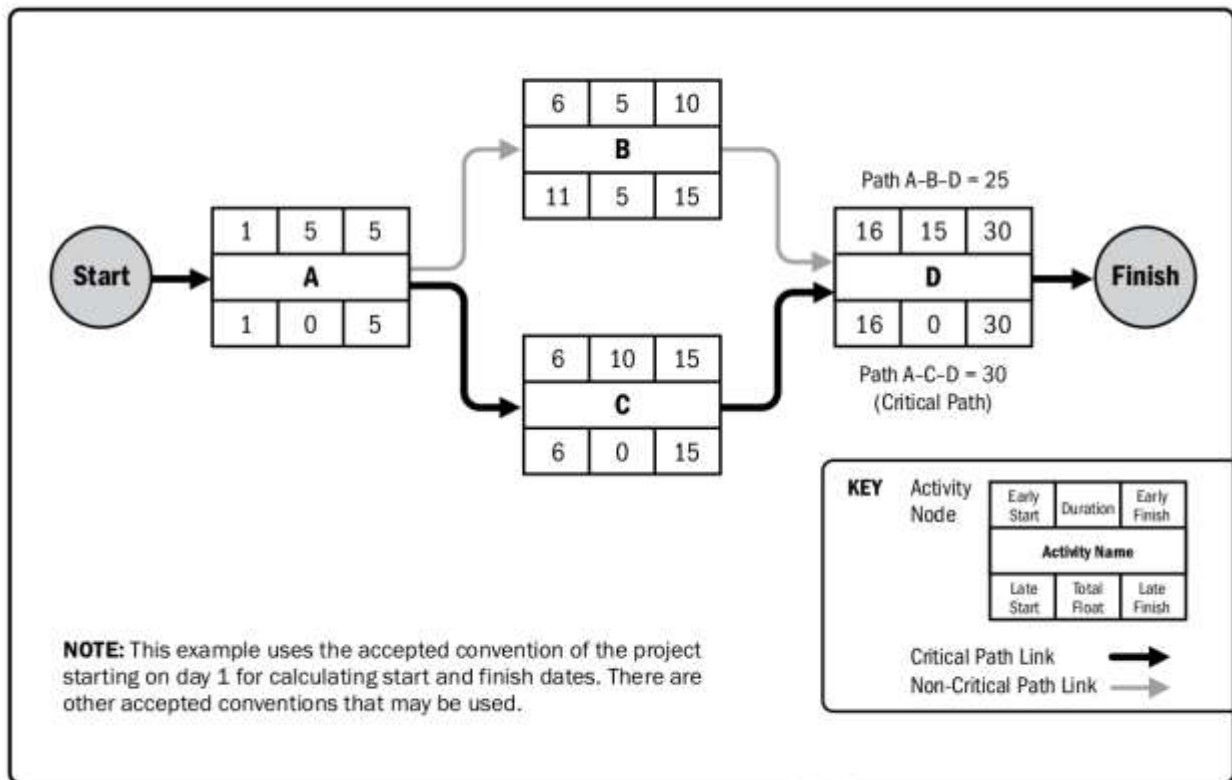 6 5 10
B
11 5 15
Path A-B-D = 25
Start
1 5 5
A
1 0 5
16 15 30
D
16 0 30
Finish
6 10 15
C
6 0 15
Path A-C-D = 30
(Critical Path)
KEY Activity
Node
Early
Start
Duration
Early
Finish
Activity Name
Late
Start
Total
Float
Late
Finish
NOTE: This example uses the accepted convention of the project
starting on day 1 for calculating start and finish dates. There are
other accepted conventions that may be used.
Critical Path Link
Non-Critical Path Link